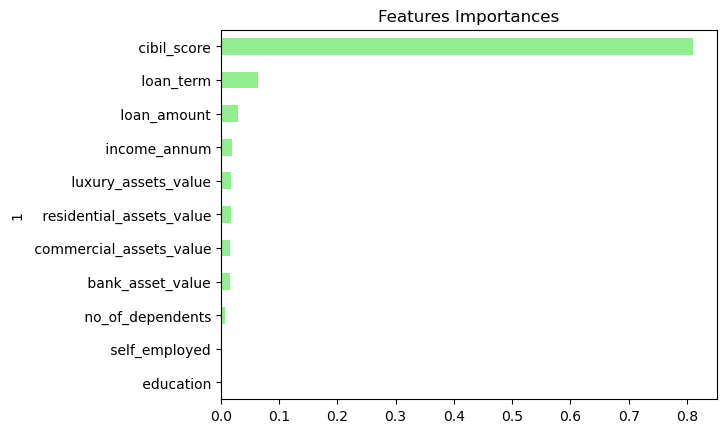 Features Importances
cibil_score
loan_term
loan_amount
income_annum
luxury_assets_value
residential_assets_value
commercial_assets_value
bank_asset_value
no_of_dependents
self_employed
education
1
0.0 0.1 0.2 0.3 0.4 0.5 0.6 0.7 0.8